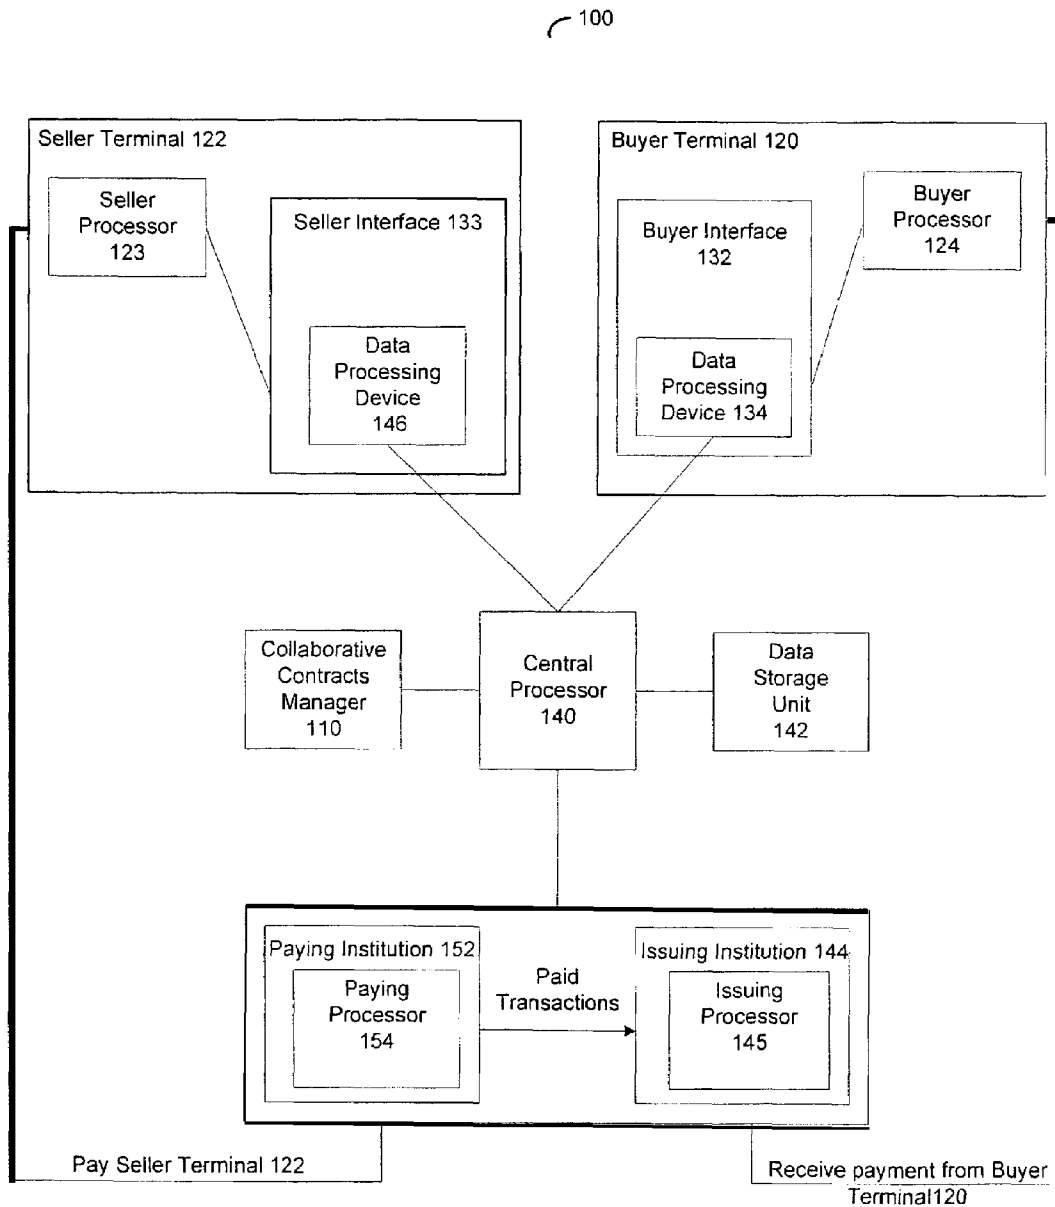 100
Seller Terminal 122
Seller
Processor
123
Seller Interface 133
Data
Processing
Device
146
Buyer Terminal 120
Buyer Interface
132
Data
Processing
Device 134
Buyer
Processor
124
Collaborative
Contracts
Manager
110
Central
Processor
140
Data
Storage
Unit
142
Paying Institution 152
Paying
Processor
154
Paid
Transactions
Issuing Institution 144
Issuing
Processor
145
Pay Seller Terminal 122
Receive payment from Buyer
Terminal120